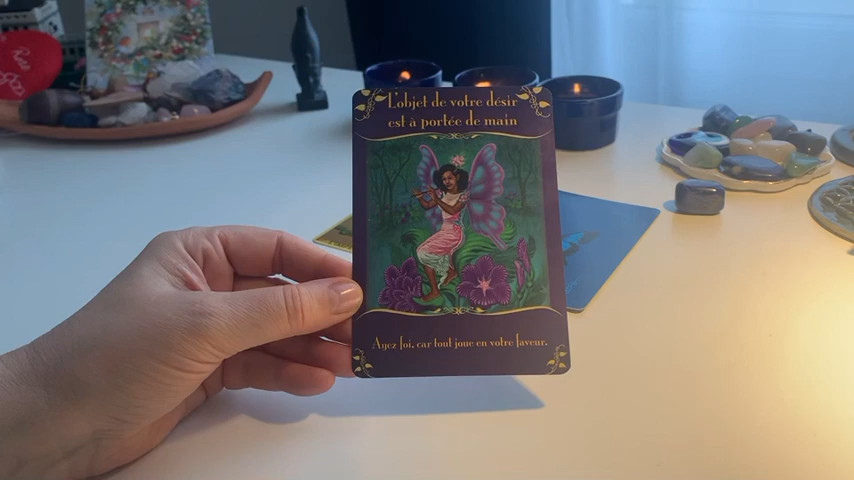 L'objet de votre désir
est à portée de main
Ayez foi, car tout joue en votre faveur.